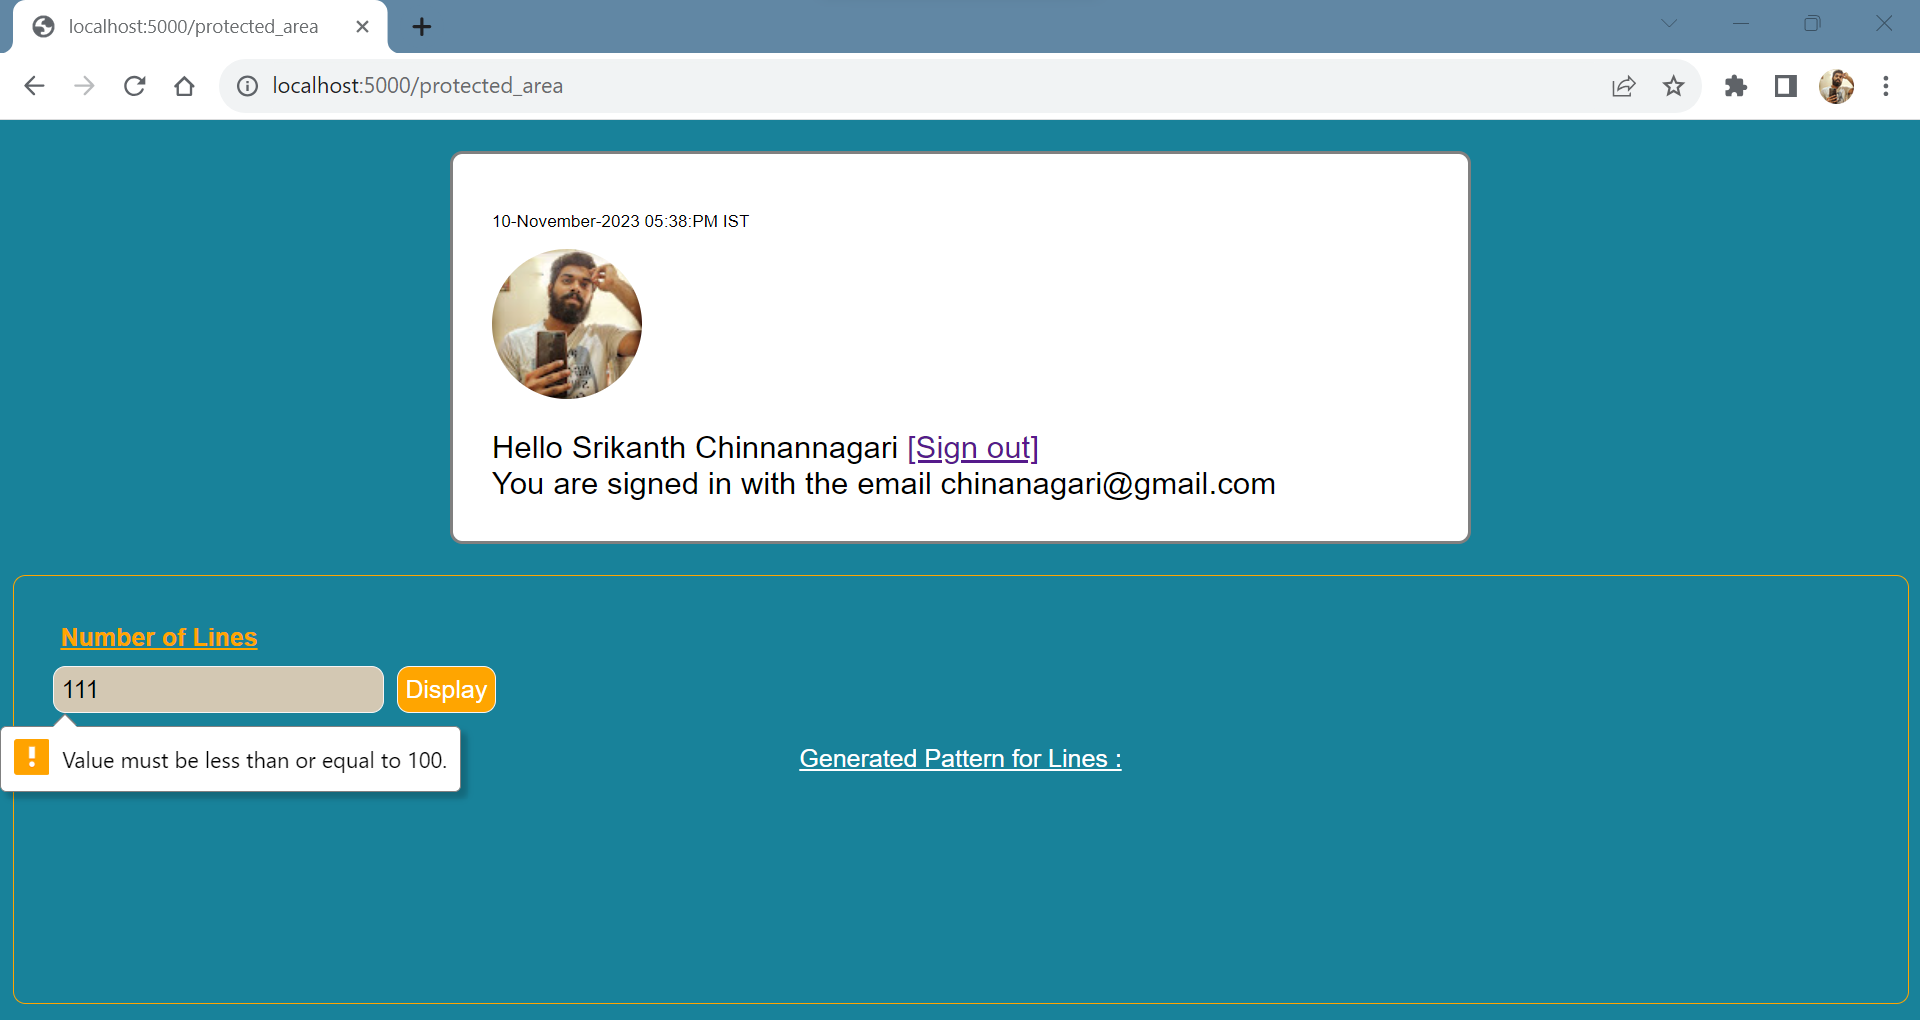 localhost:5000/protected_area
localhost:5000/protected_area
10-November-2023 05:38:PM IST
Hello Srikanth Chinnannagari [Sign out]
You are signed in with the email chinanagari@gmail.com
Number of Lines
111 Display
Value must be less than or equal to 100.
Generated Pattern for Lines :